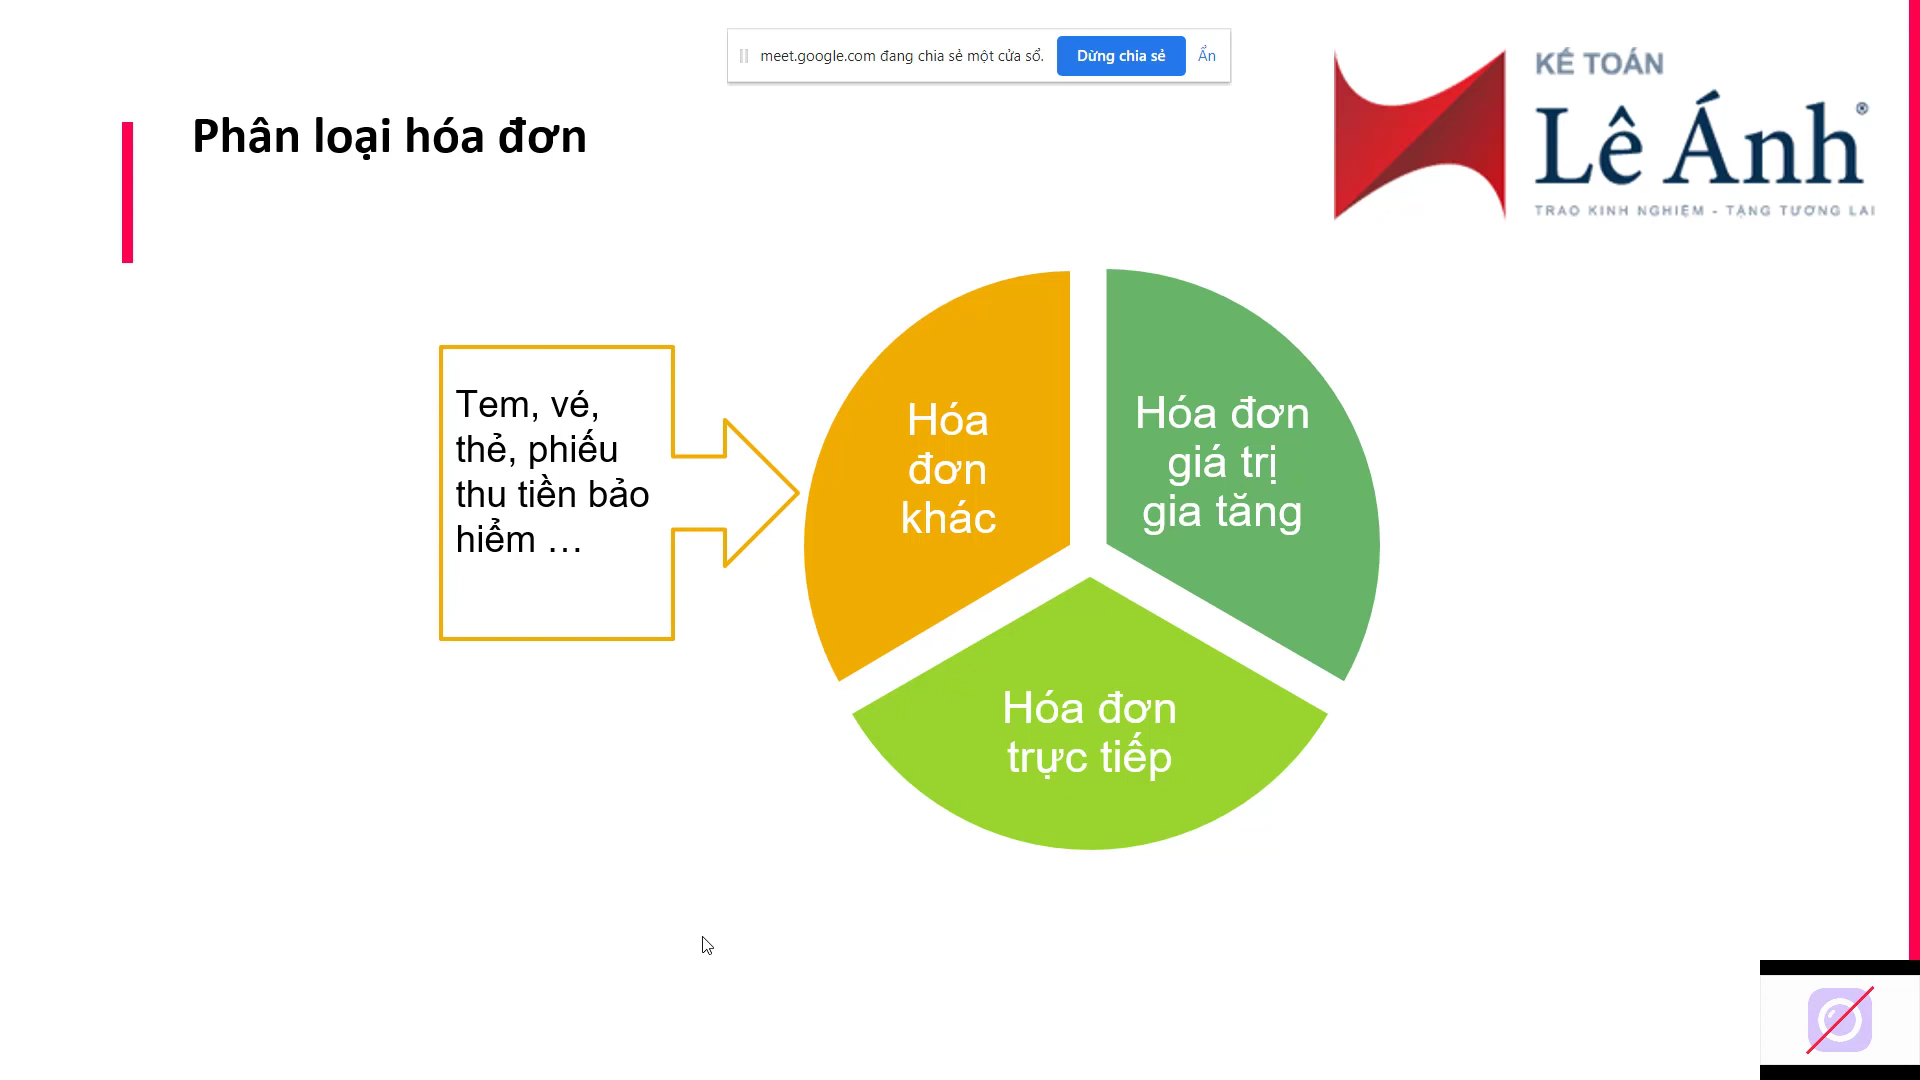 meet.google.com đang chia sẻ một cửa sổ.
Dừng chia sẻ
Ẩn
KẾ TOÁN
Lê Ánh®
TRAO KINH NGHIỆM - TẶNG TƯƠNG LAI
Phân loại hóa đơn
Tem, vé,
thẻ, phiếu
thu tiền bảo
hiểm …
Hóa
đơn
khác
Hóa đơn
giá trị
gia tăng
Hóa đơn
trực tiếp